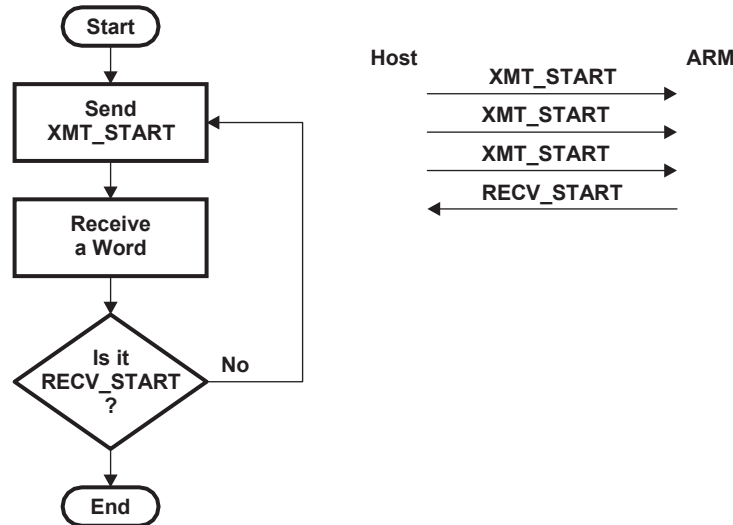 Start
Send
XMT_START
Receive
a Word
Is it
RECV_START
?
No
End
Host
ARM
XMT_START
XMT_START
XMT_START
RECV_START